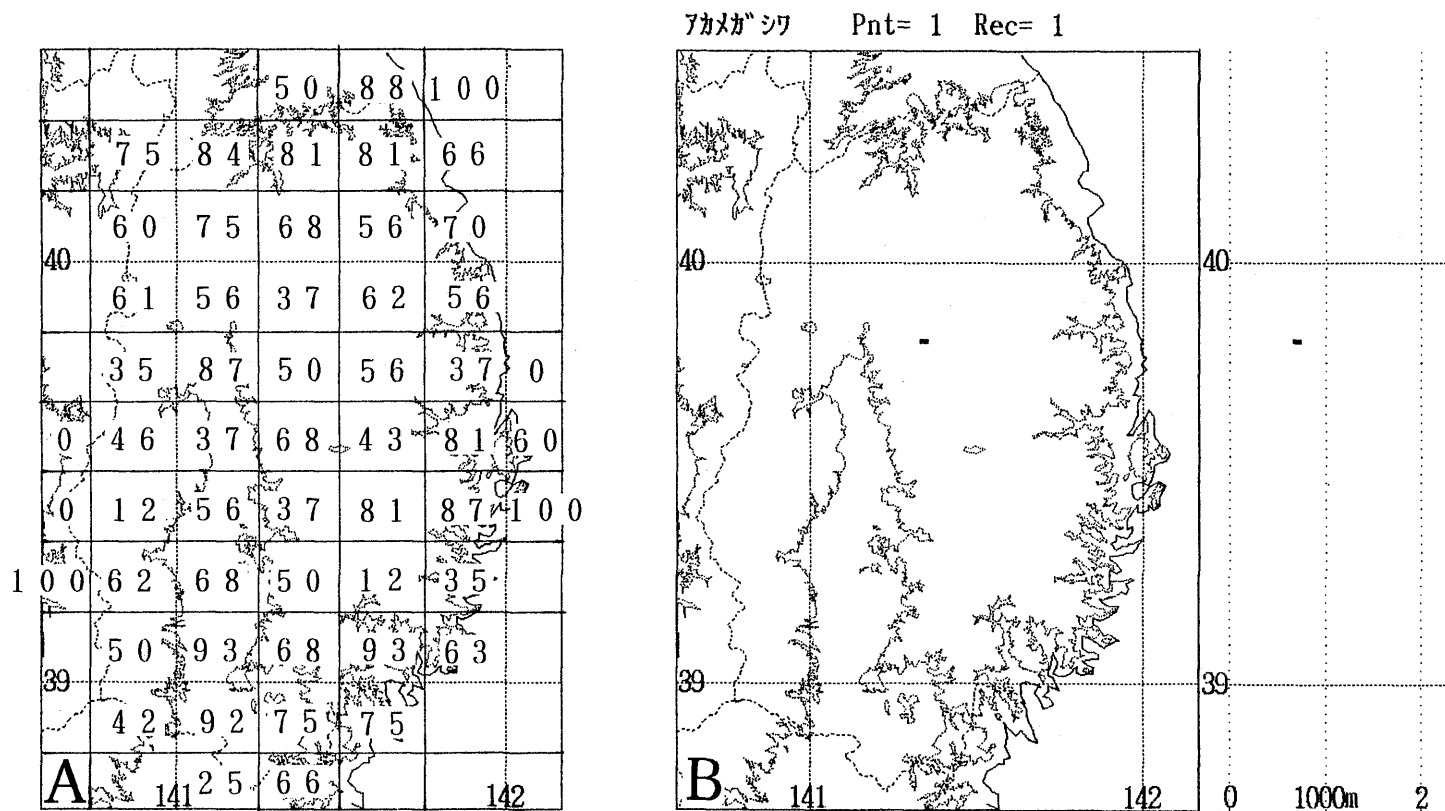 ｱｶﾒｶﾞｼﾜ Pnt= 1 Rec= 1
50 88 100
75 84 81 81 66
60 75 68 56 70
40 40 40
61 56 37 62 56
35 87 50 56 37 0
0 46 37 68 43 81 60
0 12 56 37 81 87 100
100 62 68 50 12 35
50 93 68 93 63
39 39 39
42 92 75 75
25 66
A 141 142 B 141 142 0 1000m 2